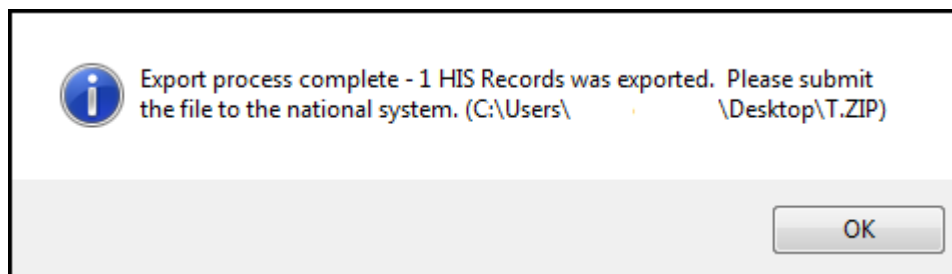 Export process complete - 1 HIS Records was exported.  Please submit
the file to the national system. (C:\Users\                    \Desktop\T.ZIP)
OK